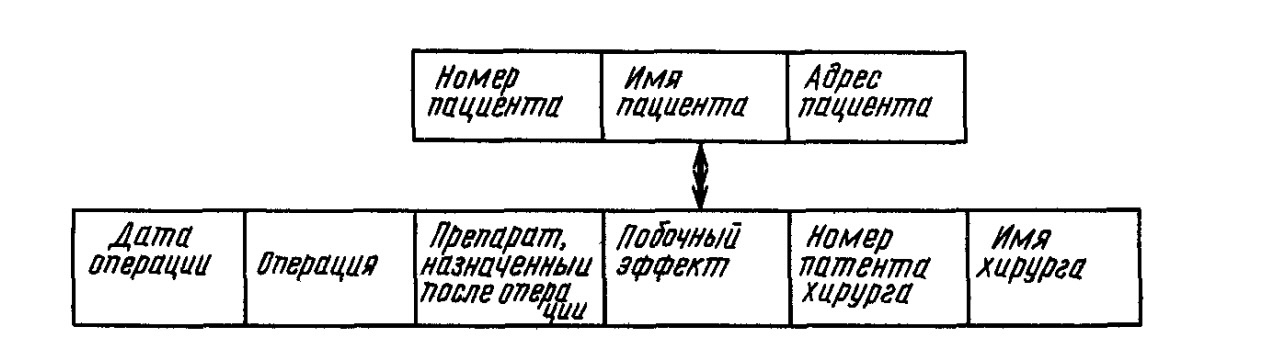 Номер
пациента
Имя
пациента
Адрес
пациента
Дата
операции
Операция
Препарат,
назначенный
после опера
ции
Побочный
эффект
Номер
патента
хирурга
Имя
хирурга